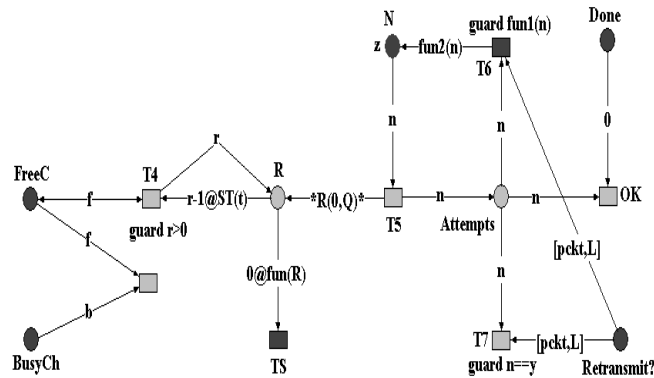 N
guard fun1(n)
Done
z
fun2(n)
T6
n
0
r
n
FreeC
T4
R
f
r-1@ST(t)
*R(0,Q)*
n
n
OK
T5
Attempts
guard r>0
f
[pckt,L]
0@fun(R)
n
b
T7
[pckt,L]
BusyCh
TS
guard n==y
Retransmit?